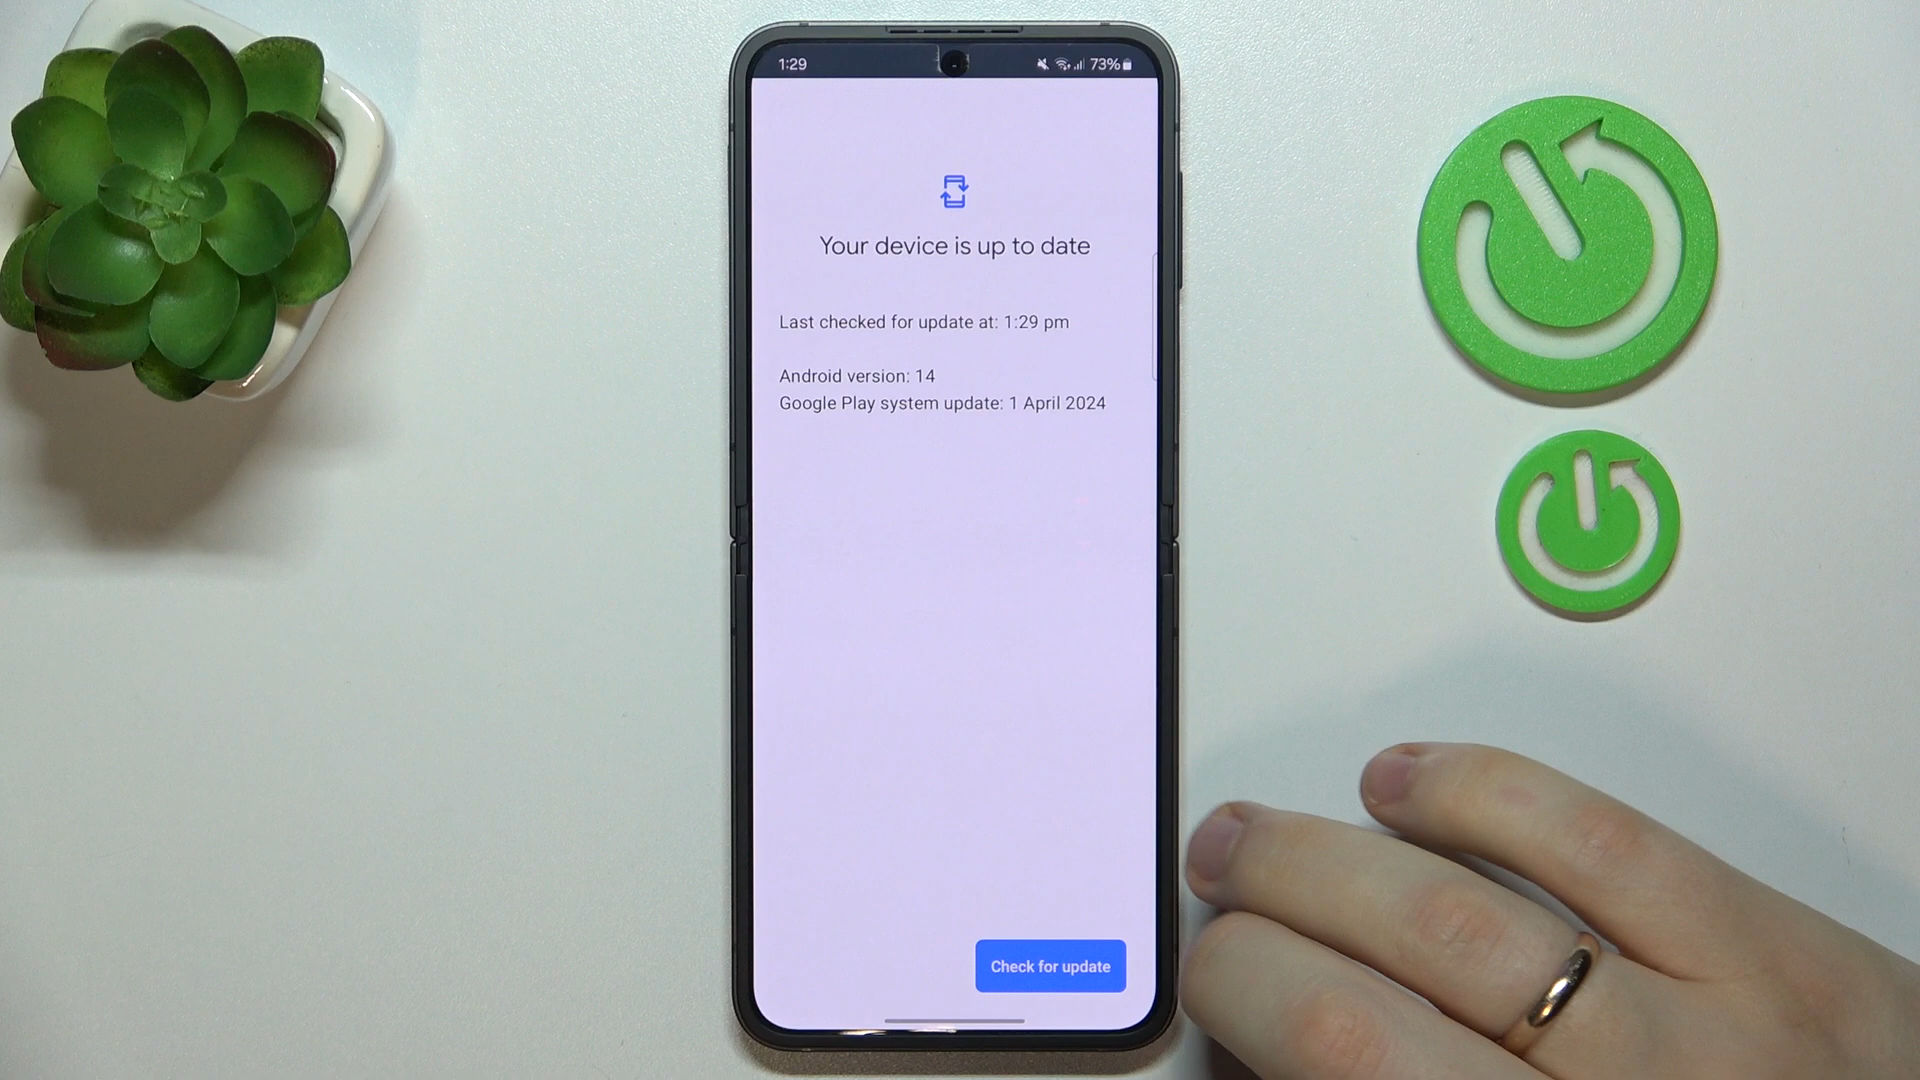 1:29
73%
Your device is up to date
Last checked for update at: 1:29 pm
Android version: 14
Google Play system update: 1 April 2024
Check for update